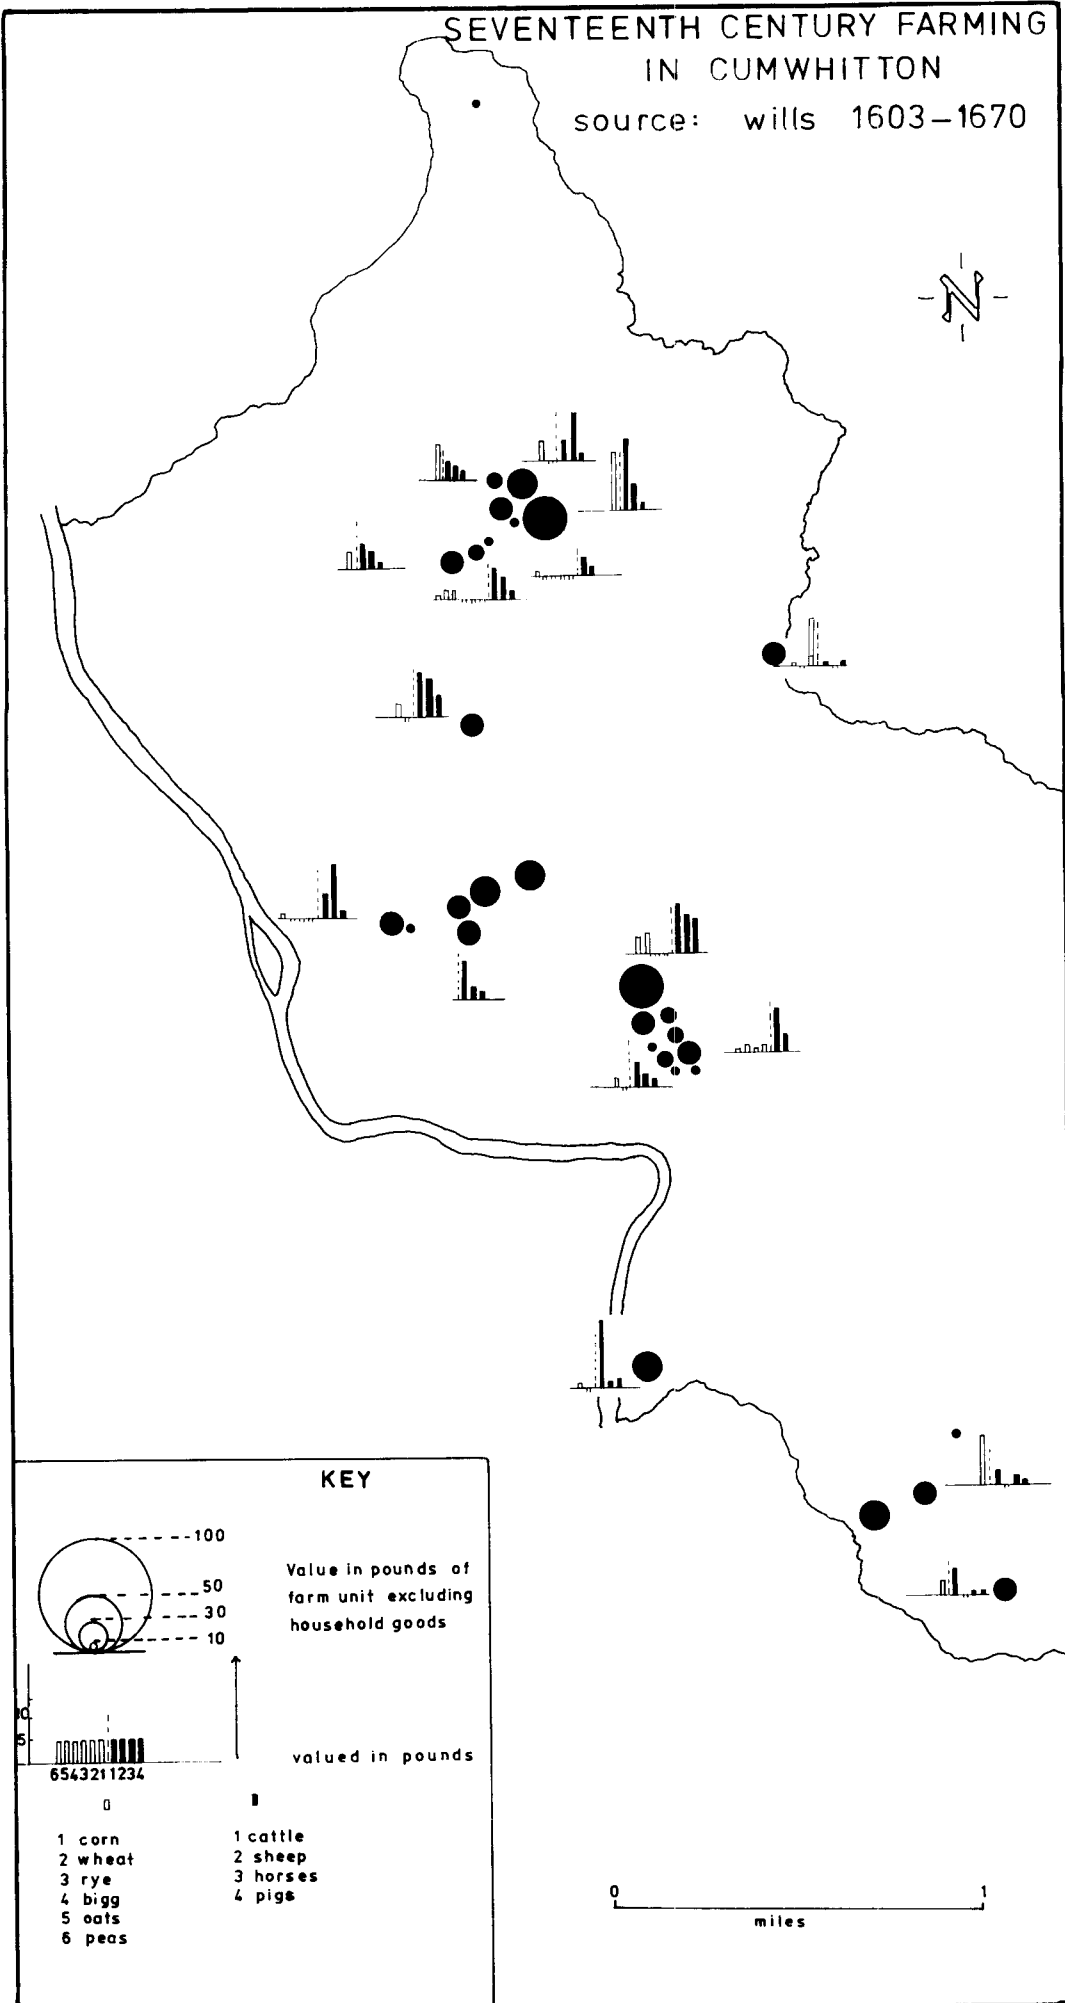 SEVENTEENTH CENTURY FARMING
IN CUMWHITTON
source: wills 1603–1670
N
KEY
100
50
30
10
Value in pounds of
farm unit excluding
household goods
10
5
valued in pounds
6543211234
1 corn
2 wheat
3 rye
4 bigg
5 oats
6 peas
1 cattle
2 sheep
3 horses
4 pigs
0 1
miles